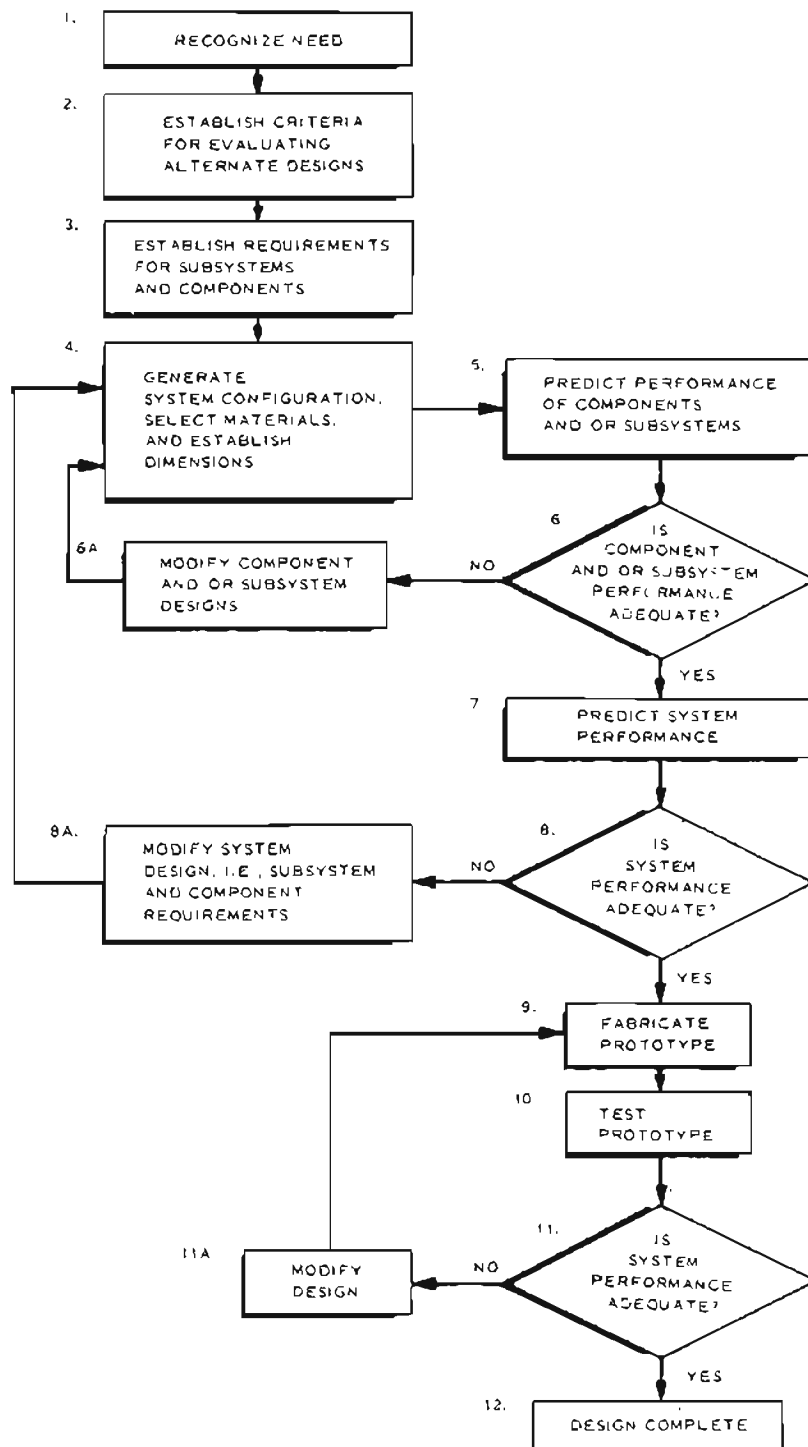 1.
RECOGNIZE NEED
2.
ESTABLISH CRITERIA
FOR EVALUATING
ALTERNATE DESIGNS
3.
ESTABLISH REQUIREMENTS
FOR SUBSYSTEMS
AND COMPONENTS
4.
GENERATE
SYSTEM CONFIGURATION,
SELECT MATERIALS,
AND ESTABLISH
DIMENSIONS
5.
PREDICT PERFORMANCE
OF COMPONENTS
AND OR SUBSYSTEMS
6
IS
COMPONENT
AND OR SUBSYSTEM
PERFORMANCE
ADEQUATE?
NO
6A
MODIFY COMPONENT
AND OR SUBSYSTEM
DESIGNS
YES
7
PREDICT SYSTEM
PERFORMANCE
8.
IS
SYSTEM
PERFORMANCE
ADEQUATE?
NO
8A.
MODIFY SYSTEM
DESIGN, I.E., SUBSYSTEM
AND COMPONENT
REQUIREMENTS
YES
9.
FABRICATE
PROTOTYPE
10
TEST
PROTOTYPE
11.
IS
SYSTEM
PERFORMANCE
ADEQUATE?
NO
11A
MODIFY
DESIGN
YES
12.
DESIGN COMPLETE